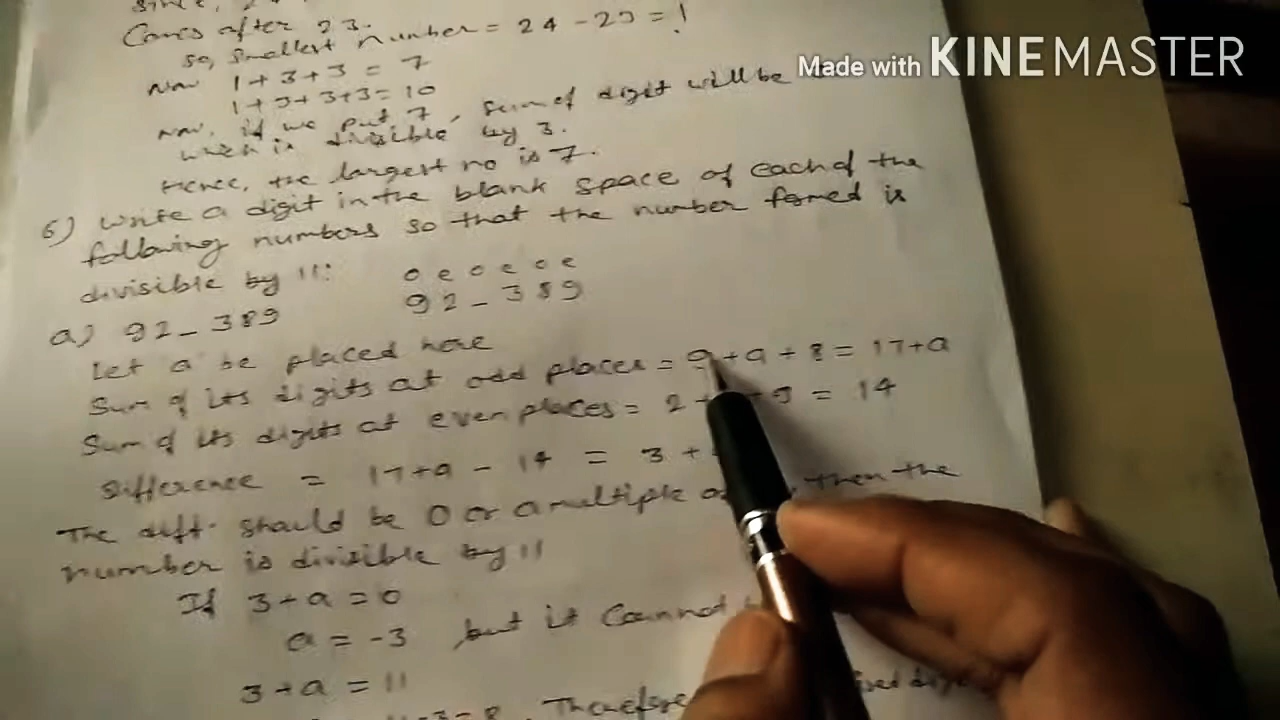 Comes after 23.
so, smallest number = 24 - 23 = 1
Now 1 + 3 + 3 = 7
1 + 3 + 3 + 3 = 10
Now, if we put 7, sum of digit will be
which is divisible by 3.
Hence, the largest no is 7.
Made with KINEMASTER
6) Write a digit in the blank space of each of the
following numbers so that the number formed is
divisible by 11:
o e o e o e
a) 92_389 92_389
Let a be placed here
Sum of its digits at odd places = 9 + a + 8 = 17 + a
Sum of its digits at even places = 2 + + 9 = 14
Difference = 17 + a - 14 = 3 +
The diff. should be 0 or a multiple then the
number is divisible by 11
If 3 + a = 0
a = -3 but it cannot
3 + a = 11
11 - 3 = 8, Therefore